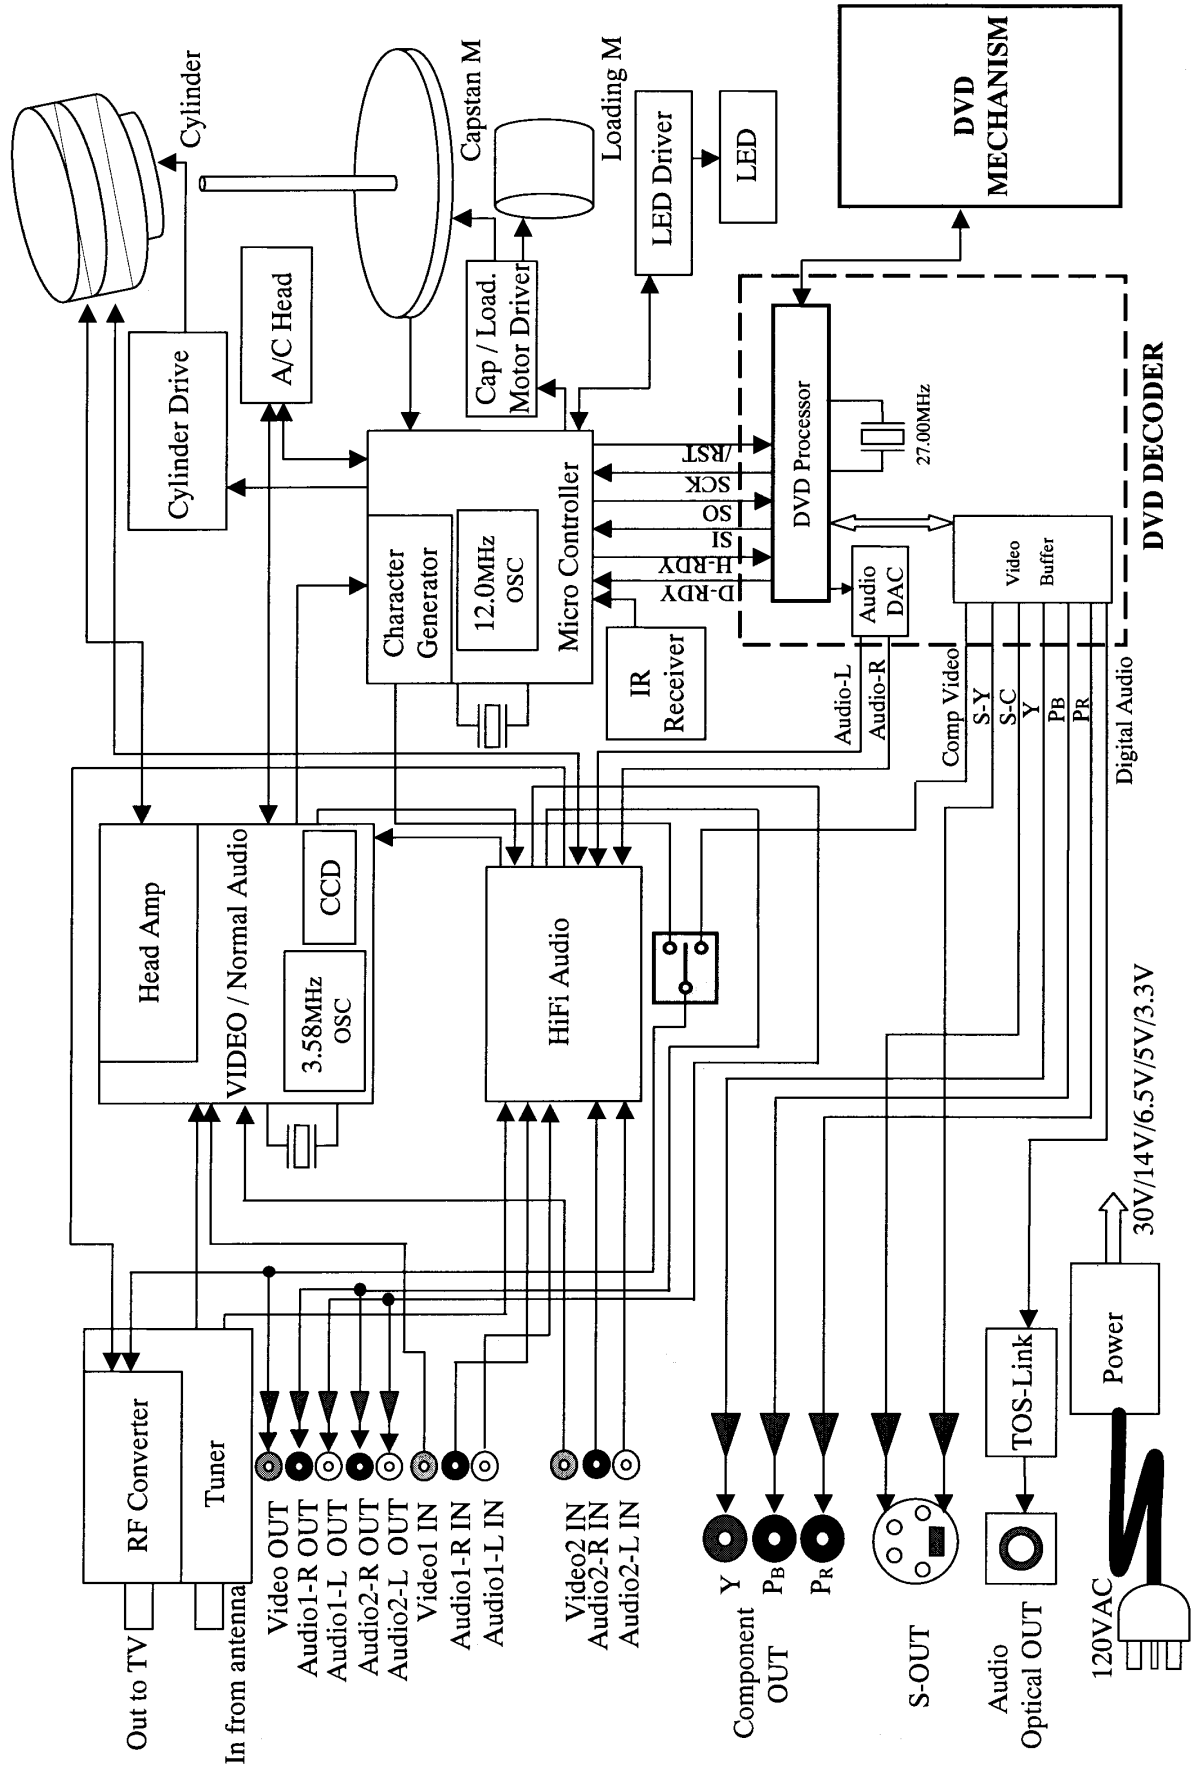 Out to TV
In from antenna
RF Converter
Tuner
Video OUT
Audio1-R OUT
Audio1-L OUT
Audio2-R OUT
Audio2-L OUT
Video1 IN
Audio1-R IN
Audio1-L IN
Video2 IN
Audio2-R IN
Audio2-L IN
Component
OUT
Y
PB
PR
S-OUT
Audio
Optical OUT
TOS-Link
120VAC
Power
30V/14V/6.5V/5V/3.3V
Head Amp
VIDEO / Normal Audio
3.58MHz
OSC
CCD
HiFi Audio
Character
Generator
12.0MHz
OSC
Micro Controller
IR
Receiver
Cylinder Drive
Cylinder
A/C Head
Capstan M
Cap / Load.
Motor Driver
Loading M
LED Driver
LED
/RST
SCK
SO
SI
H-RDY
D-RDY
DVD Processor
27.00MHz
Audio
DAC
Video
Buffer
Audio-L
Audio-R
Comp Video
S-Y
S-C
Y
PB
PR
Digital Audio
DVD DECODER
DVD
MECHANISM